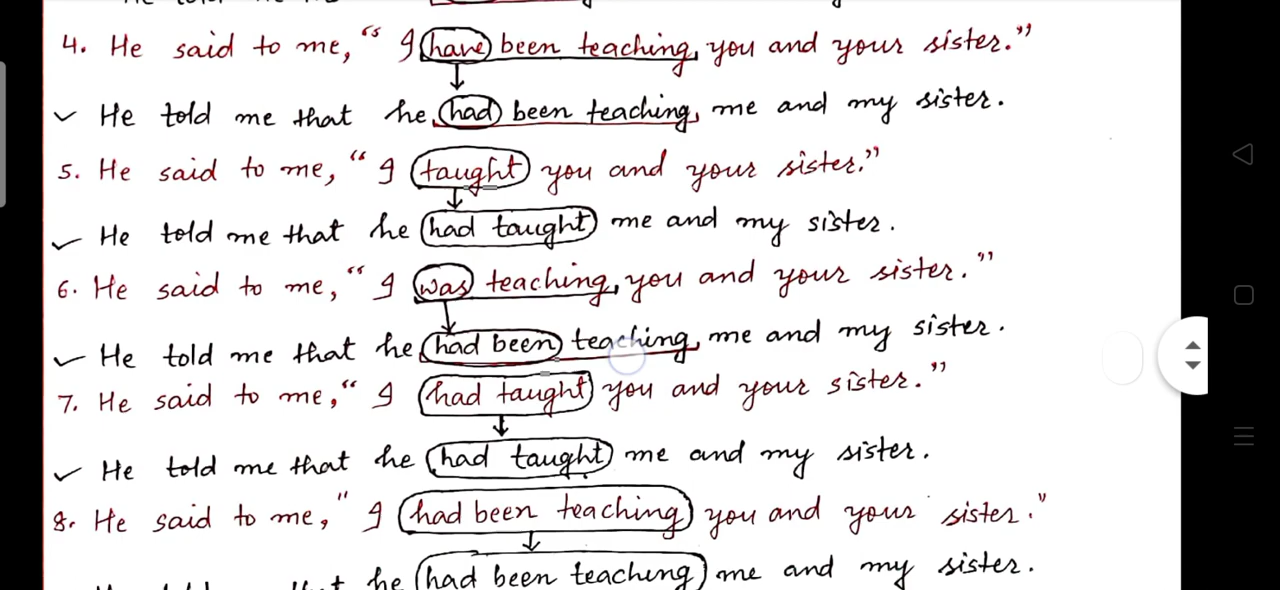 4. He said to me, “I have been teaching, you and your sister.”
He told me that he had been teaching, me and my sister.
5. He said to me, “I taught you and your sister.”
He told me that he had taught me and my sister.
6. He said to me, “I was teaching, you and your sister.”
He told me that he had been teaching, me and my sister.
7. He said to me, “I had taught you and your sister.”
He told me that he had taught me and my sister.
8. He said to me, “I had been teaching you and your sister.”
he had been teaching me and my sister.